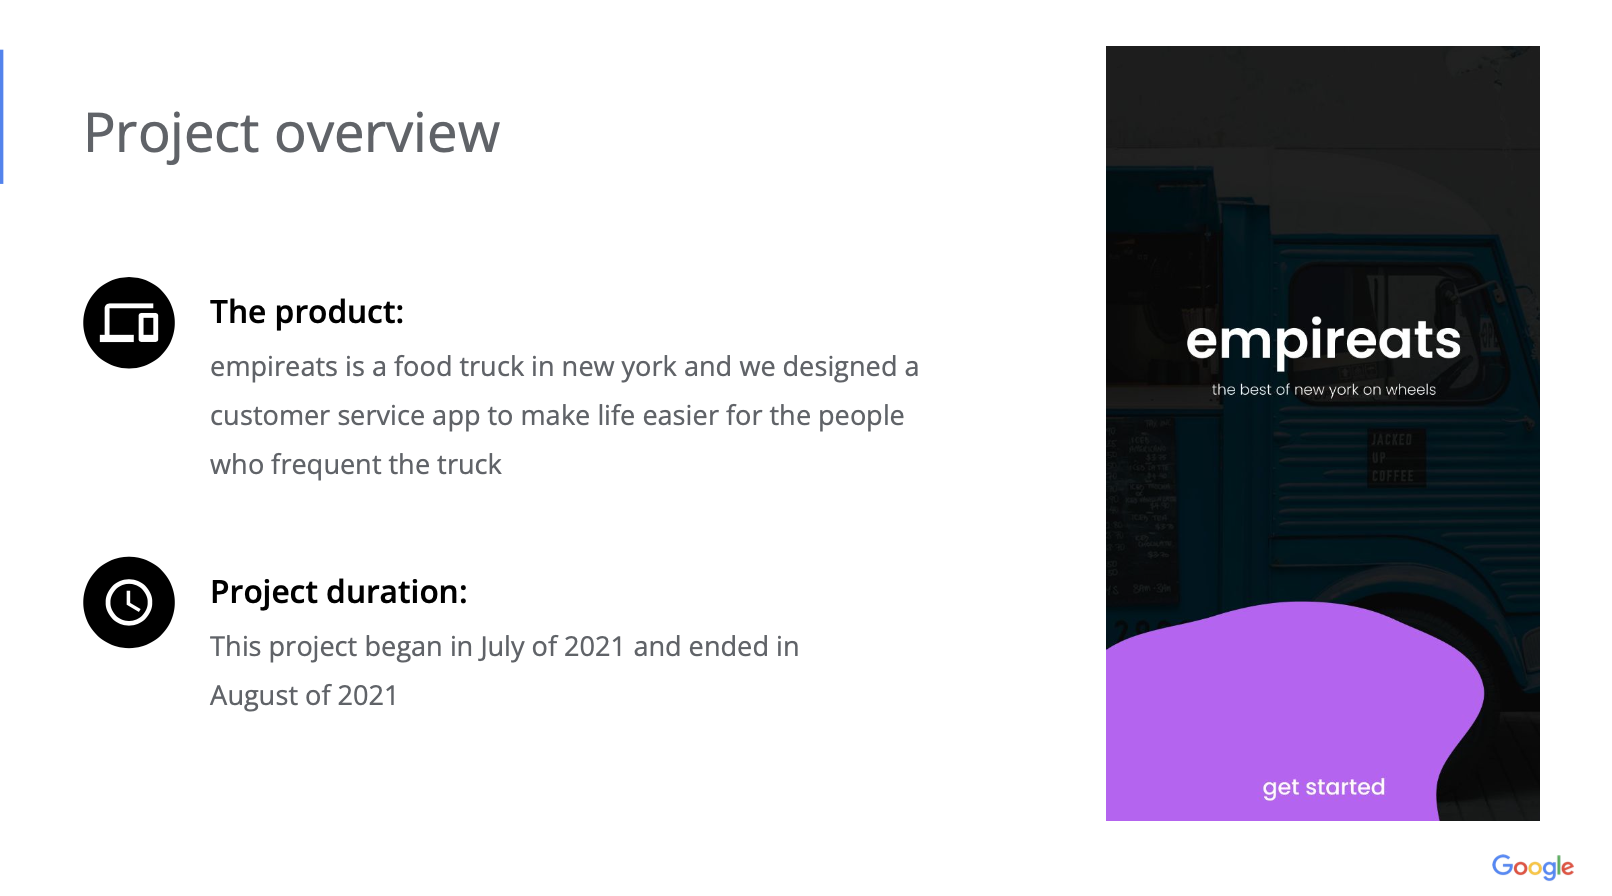 Project overview
The product:
empireats is a food truck in new york and we designed a
customer service app to make life easier for the people
who frequent the truck
Project duration:
This project began in July of 2021 and ended in
August of 2021
empireats
the best of new york on wheels
JACKED
UP
COFFEE
get started
Google